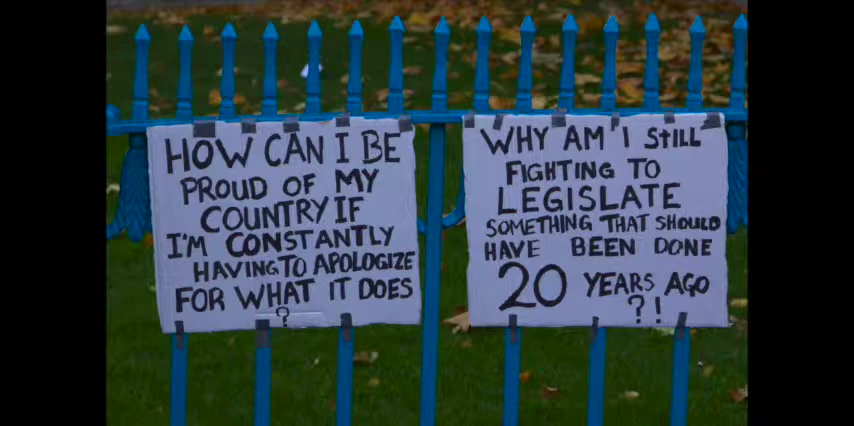 HOW CAN I BE
PROUD OF MY
COUNTRY IF
I'M CONSTANTLY
HAVING TO APOLOGIZE
FOR WHAT IT DOES
?
WHY AM I STILL
FIGHTING TO
LEGISLATE
SOMETHING THAT SHOULD
HAVE BEEN DONE
20 YEARS AGO
?!